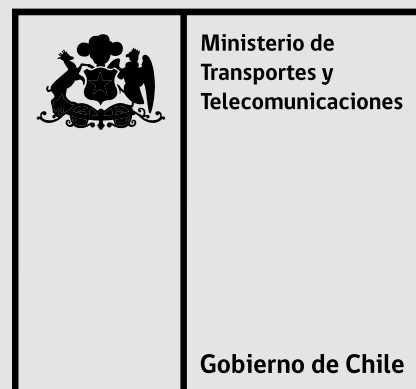 Ministerio de
Transportes y
Telecomunicaciones
Gobierno de Chile